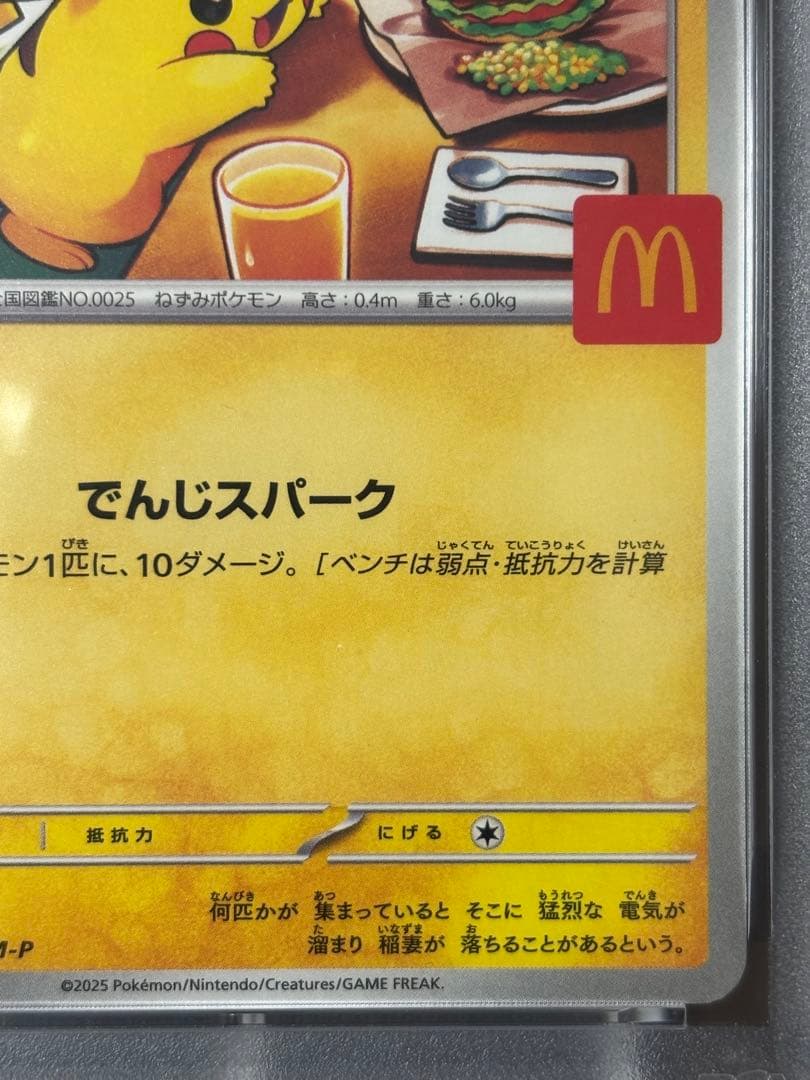 国図鑑NO.0025 ねずみポケモン 高さ:0.4m 重さ:6.0kg
でんじスパーク
モン1匹に、10ダメージ。[ベンチは弱点・抵抗力を計算
抵抗力 にげる
何匹かが 集まっていると そこに 猛烈な 電気が
溜まり 稲妻が 落ちることがあるという。
M-P
©2025 Pokémon/Nintendo/Creatures/GAME FREAK.